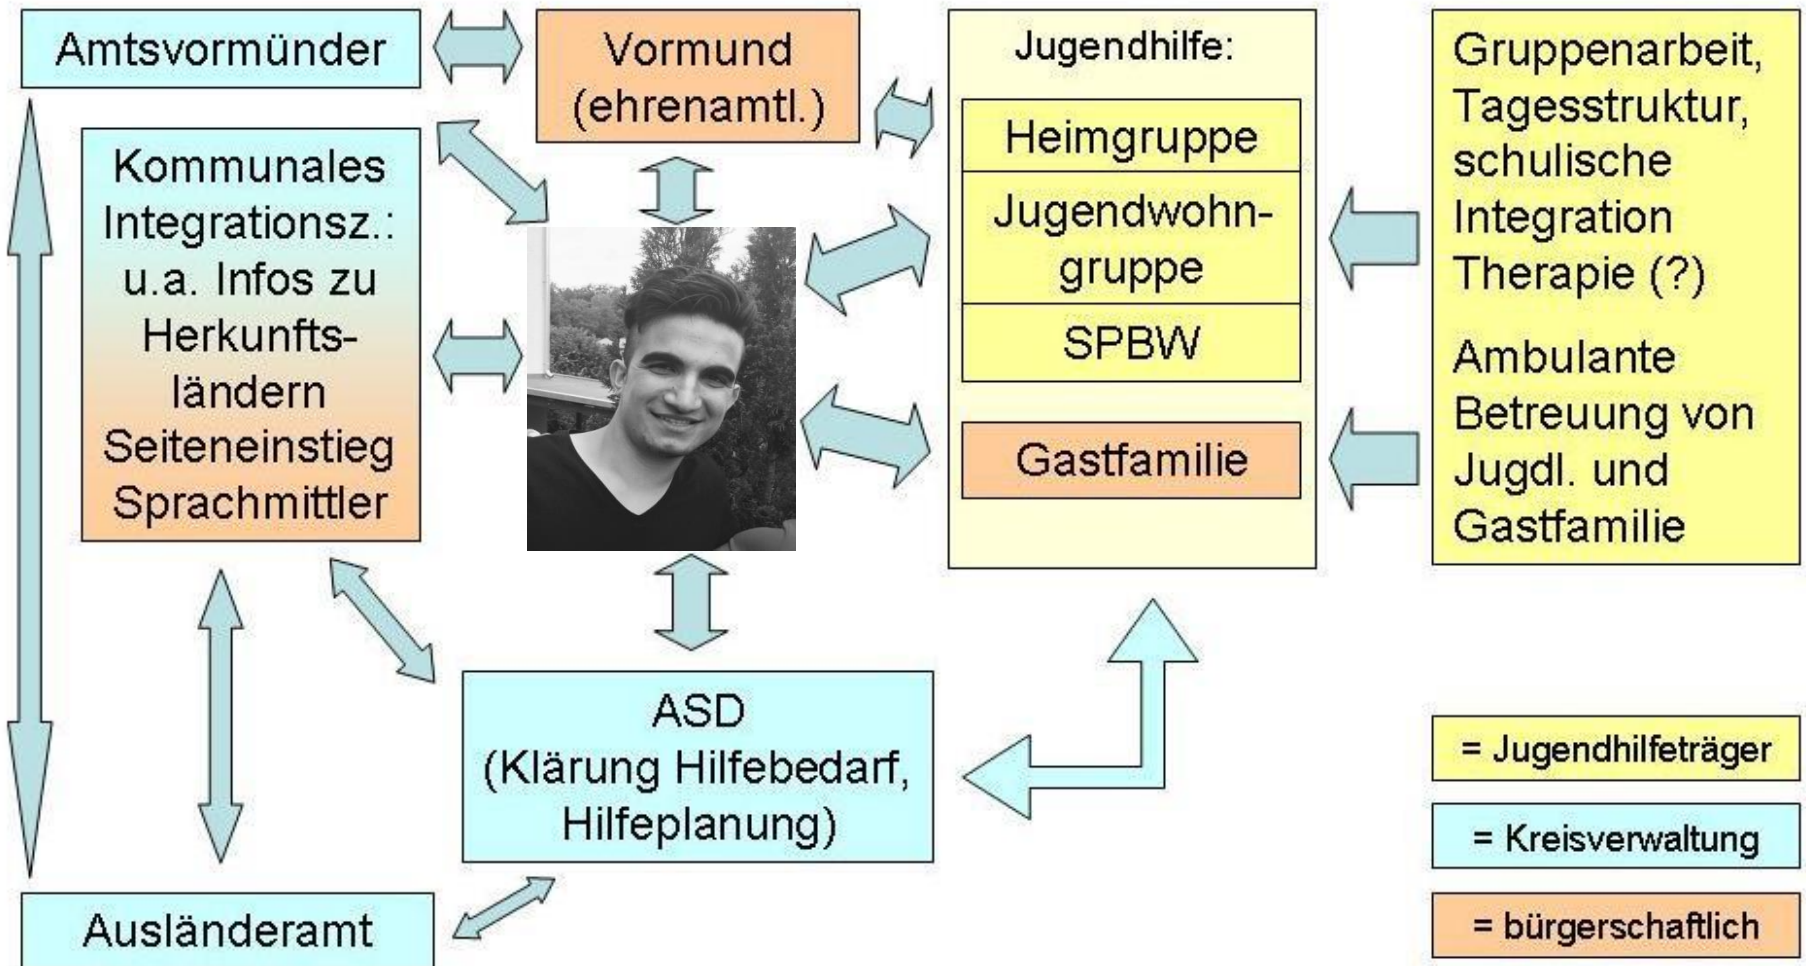 Amtsvormünder
Vormund
(ehrenamtl.)
Kommunales
Integrationsz.:
u.a. Infos zu
Herkunfts-
ländern
Seiteneinstieg
Sprachmittler
Jugendhilfe:
Heimgruppe
Jugendwohn-
gruppe
SPBW
Gastfamilie
Gruppenarbeit,
Tagesstruktur,
schulische
Integration
Therapie (?)
Ambulante
Betreuung von
Jugdl. und
Gastfamilie
ASD
(Klärung Hilfebedarf,
Hilfeplanung)
Ausländeramt
= Jugendhilfeträger
= Kreisverwaltung
= bürgerschaftlich